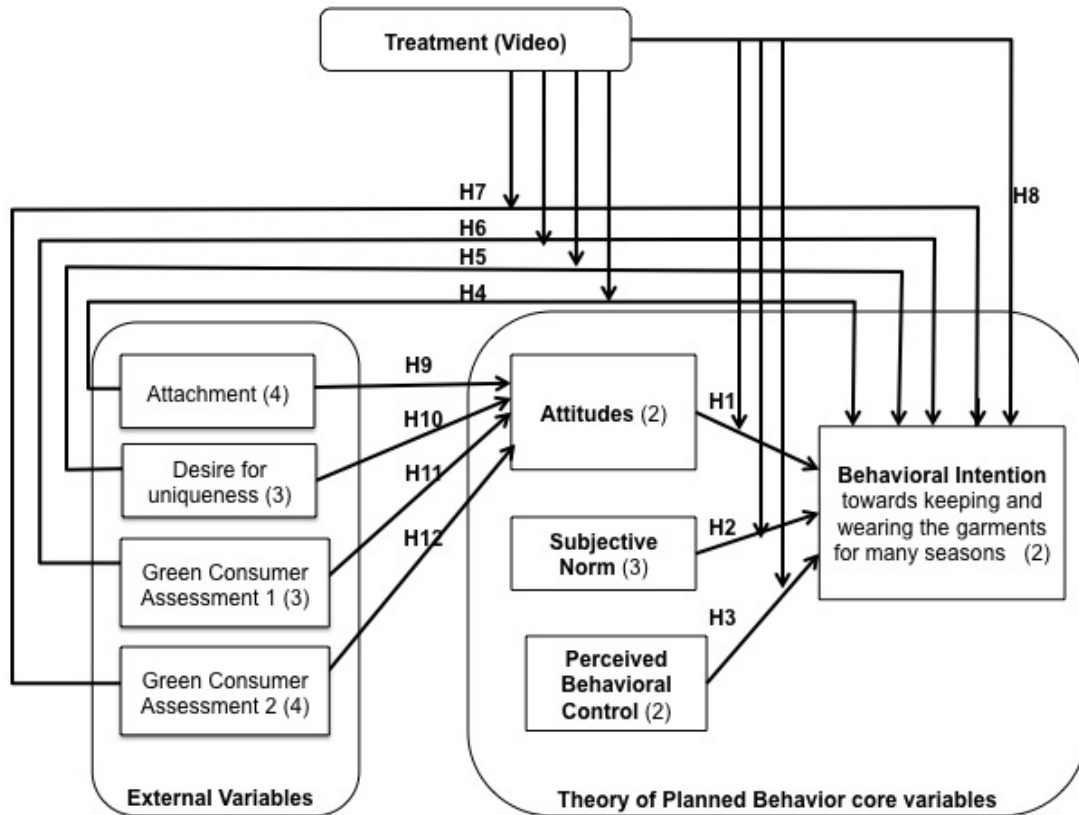 Treatment (Video)
H7
H8
H6
H5
H4
Attachment (4)
H9
Attitudes (2)
H1
Desire for
uniqueness (3)
H10
H11
Behavioral Intention
towards keeping and
wearing the garments
for many seasons (2)
H12
Subjective
Norm (3)
H2
Green Consumer
Assessment 1 (3)
H3
Green Consumer
Assessment 2 (4)
Perceived
Behavioral
Control (2)
External Variables
Theory of Planned Behavior core variables